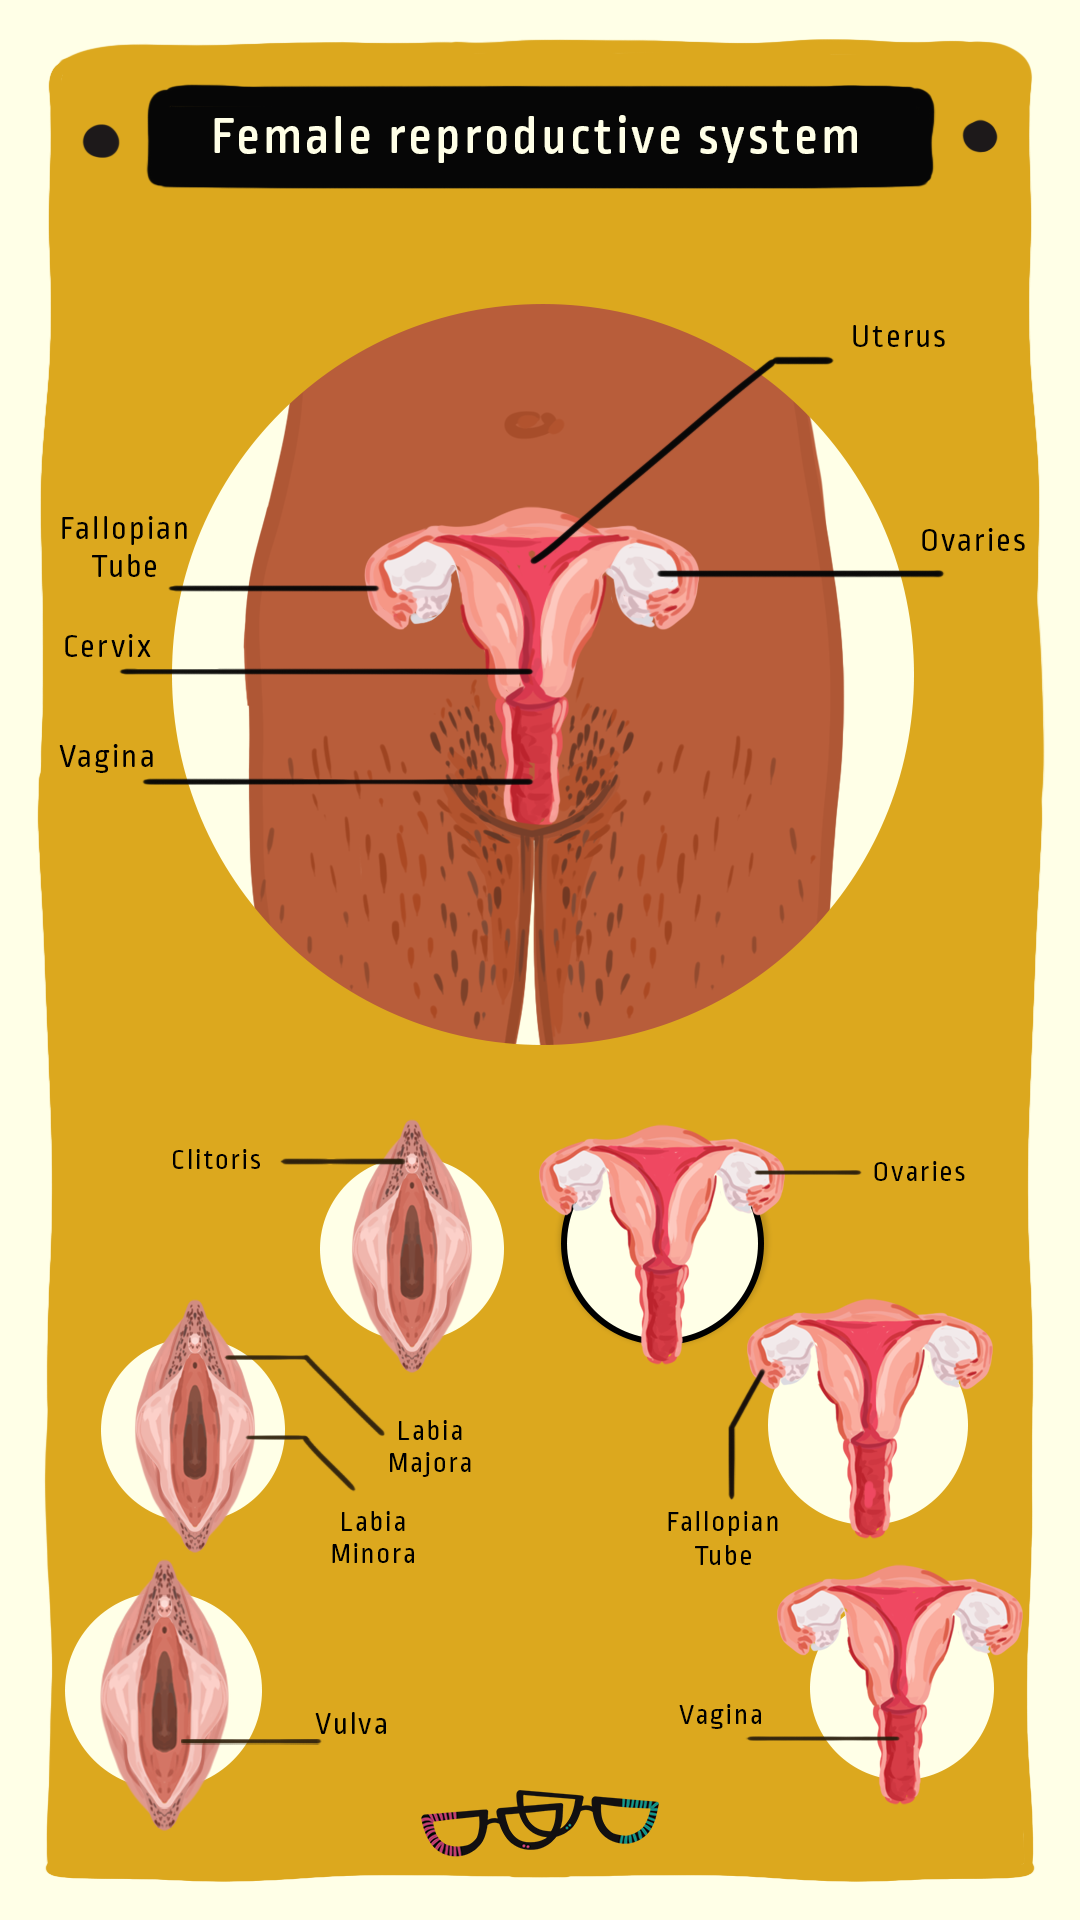 Female reproductive system
Uterus
Fallopian
Tube
Ovaries
Cervix
Vagina
Clitoris
Ovaries
Labia
Majora
Labia
Minora
Fallopian
Tube
Vulva
Vagina